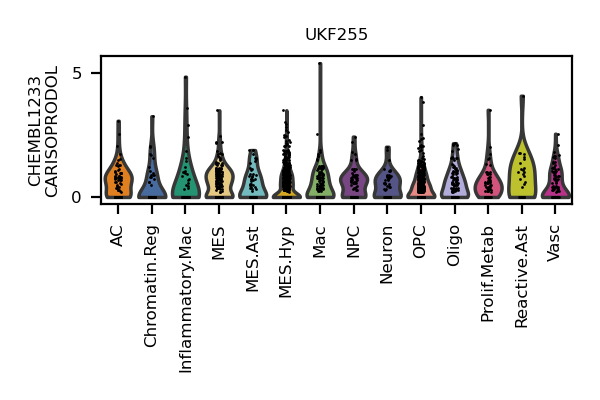 UKF255
CHEMBL1233
CARISOPRODOL
5
0
AC
Chromatin.Reg
Inflammatory.Mac
MES
MES.Ast
MES.Hyp
Mac
NPC
Neuron
OPC
Oligo
Prolif.Metab
Reactive.Ast
Vasc